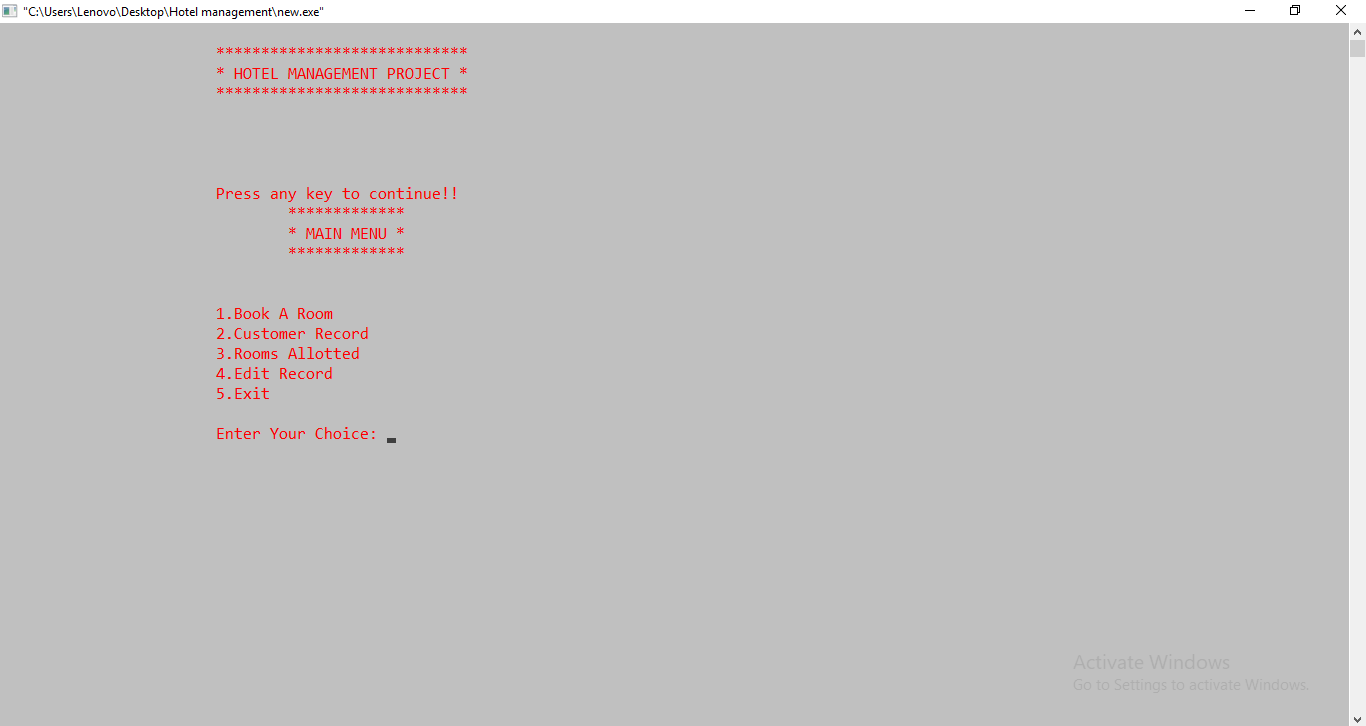 "C:\Users\Lenovo\Desktop\Hotel management\new.exe"
****************************
* HOTEL MANAGEMENT PROJECT *
****************************
Press any key to continue!!
*************
* MAIN MENU *
*************
1.Book A Room
2.Customer Record
3.Rooms Allotted
4.Edit Record
5.Exit
Enter Your Choice:
Activate Windows
Go to Settings to activate Windows.